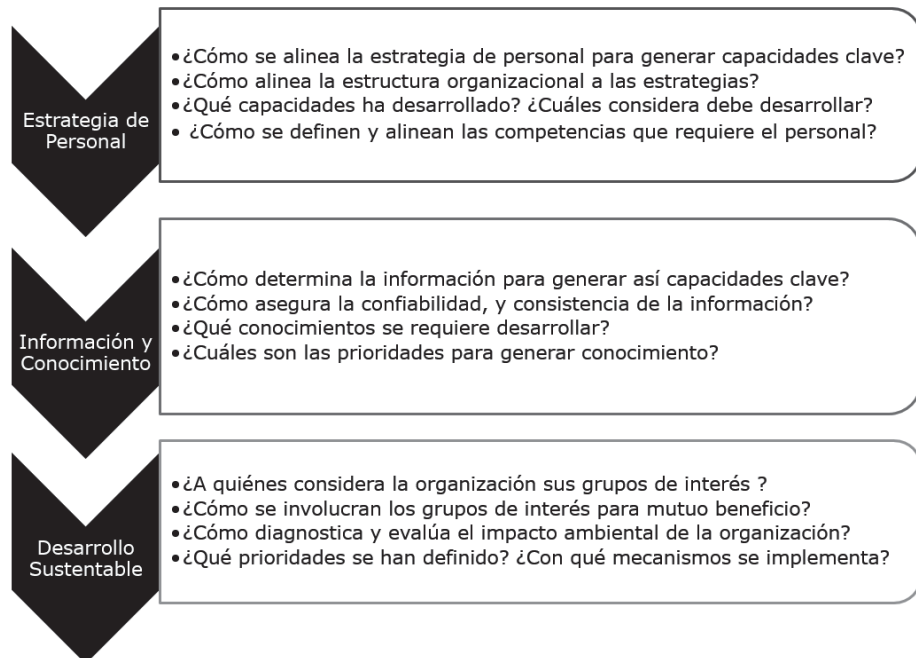 Estrategia de
Personal
•¿Cómo se alinea la estrategia de personal para generar capacidades clave?
•¿Cómo alinea la estructura organizacional a las estrategias?
•¿Qué capacidades ha desarrollado? ¿Cuáles considera debe desarrollar?
• ¿Cómo se definen y alinean las competencias que requiere el personal?
Información y
Conocimiento
•¿Cómo determina la información para generar así capacidades clave?
•¿Cómo asegura la confiabilidad, y consistencia de la información?
•¿Qué conocimientos se requiere desarrollar?
•¿Cuáles son las prioridades para generar conocimiento?
Desarrollo
Sustentable
•¿A quiénes considera la organización sus grupos de interés ?
•¿Cómo se involucran los grupos de interés para mutuo beneficio?
•¿Cómo diagnostica y evalúa el impacto ambiental de la organización?
•¿Qué prioridades se han definido? ¿Con qué mecanismos se implementa?